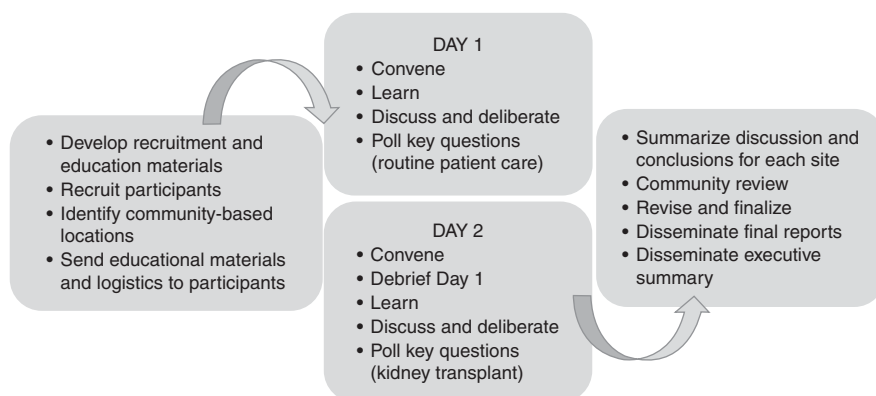 • Develop recruitment and
education materials
• Recruit participants
• Identify community-based
locations
• Send educational materials
and logistics to participants
DAY 1
• Convene
• Learn
• Discuss and deliberate
• Poll key questions
(routine patient care)
DAY 2
• Convene
• Debrief Day 1
• Learn
• Discuss and deliberate
• Poll key questions
(kidney transplant)
• Summarize discussion and
conclusions for each site
• Community review
• Revise and finalize
• Disseminate final reports
• Disseminate executive
summary